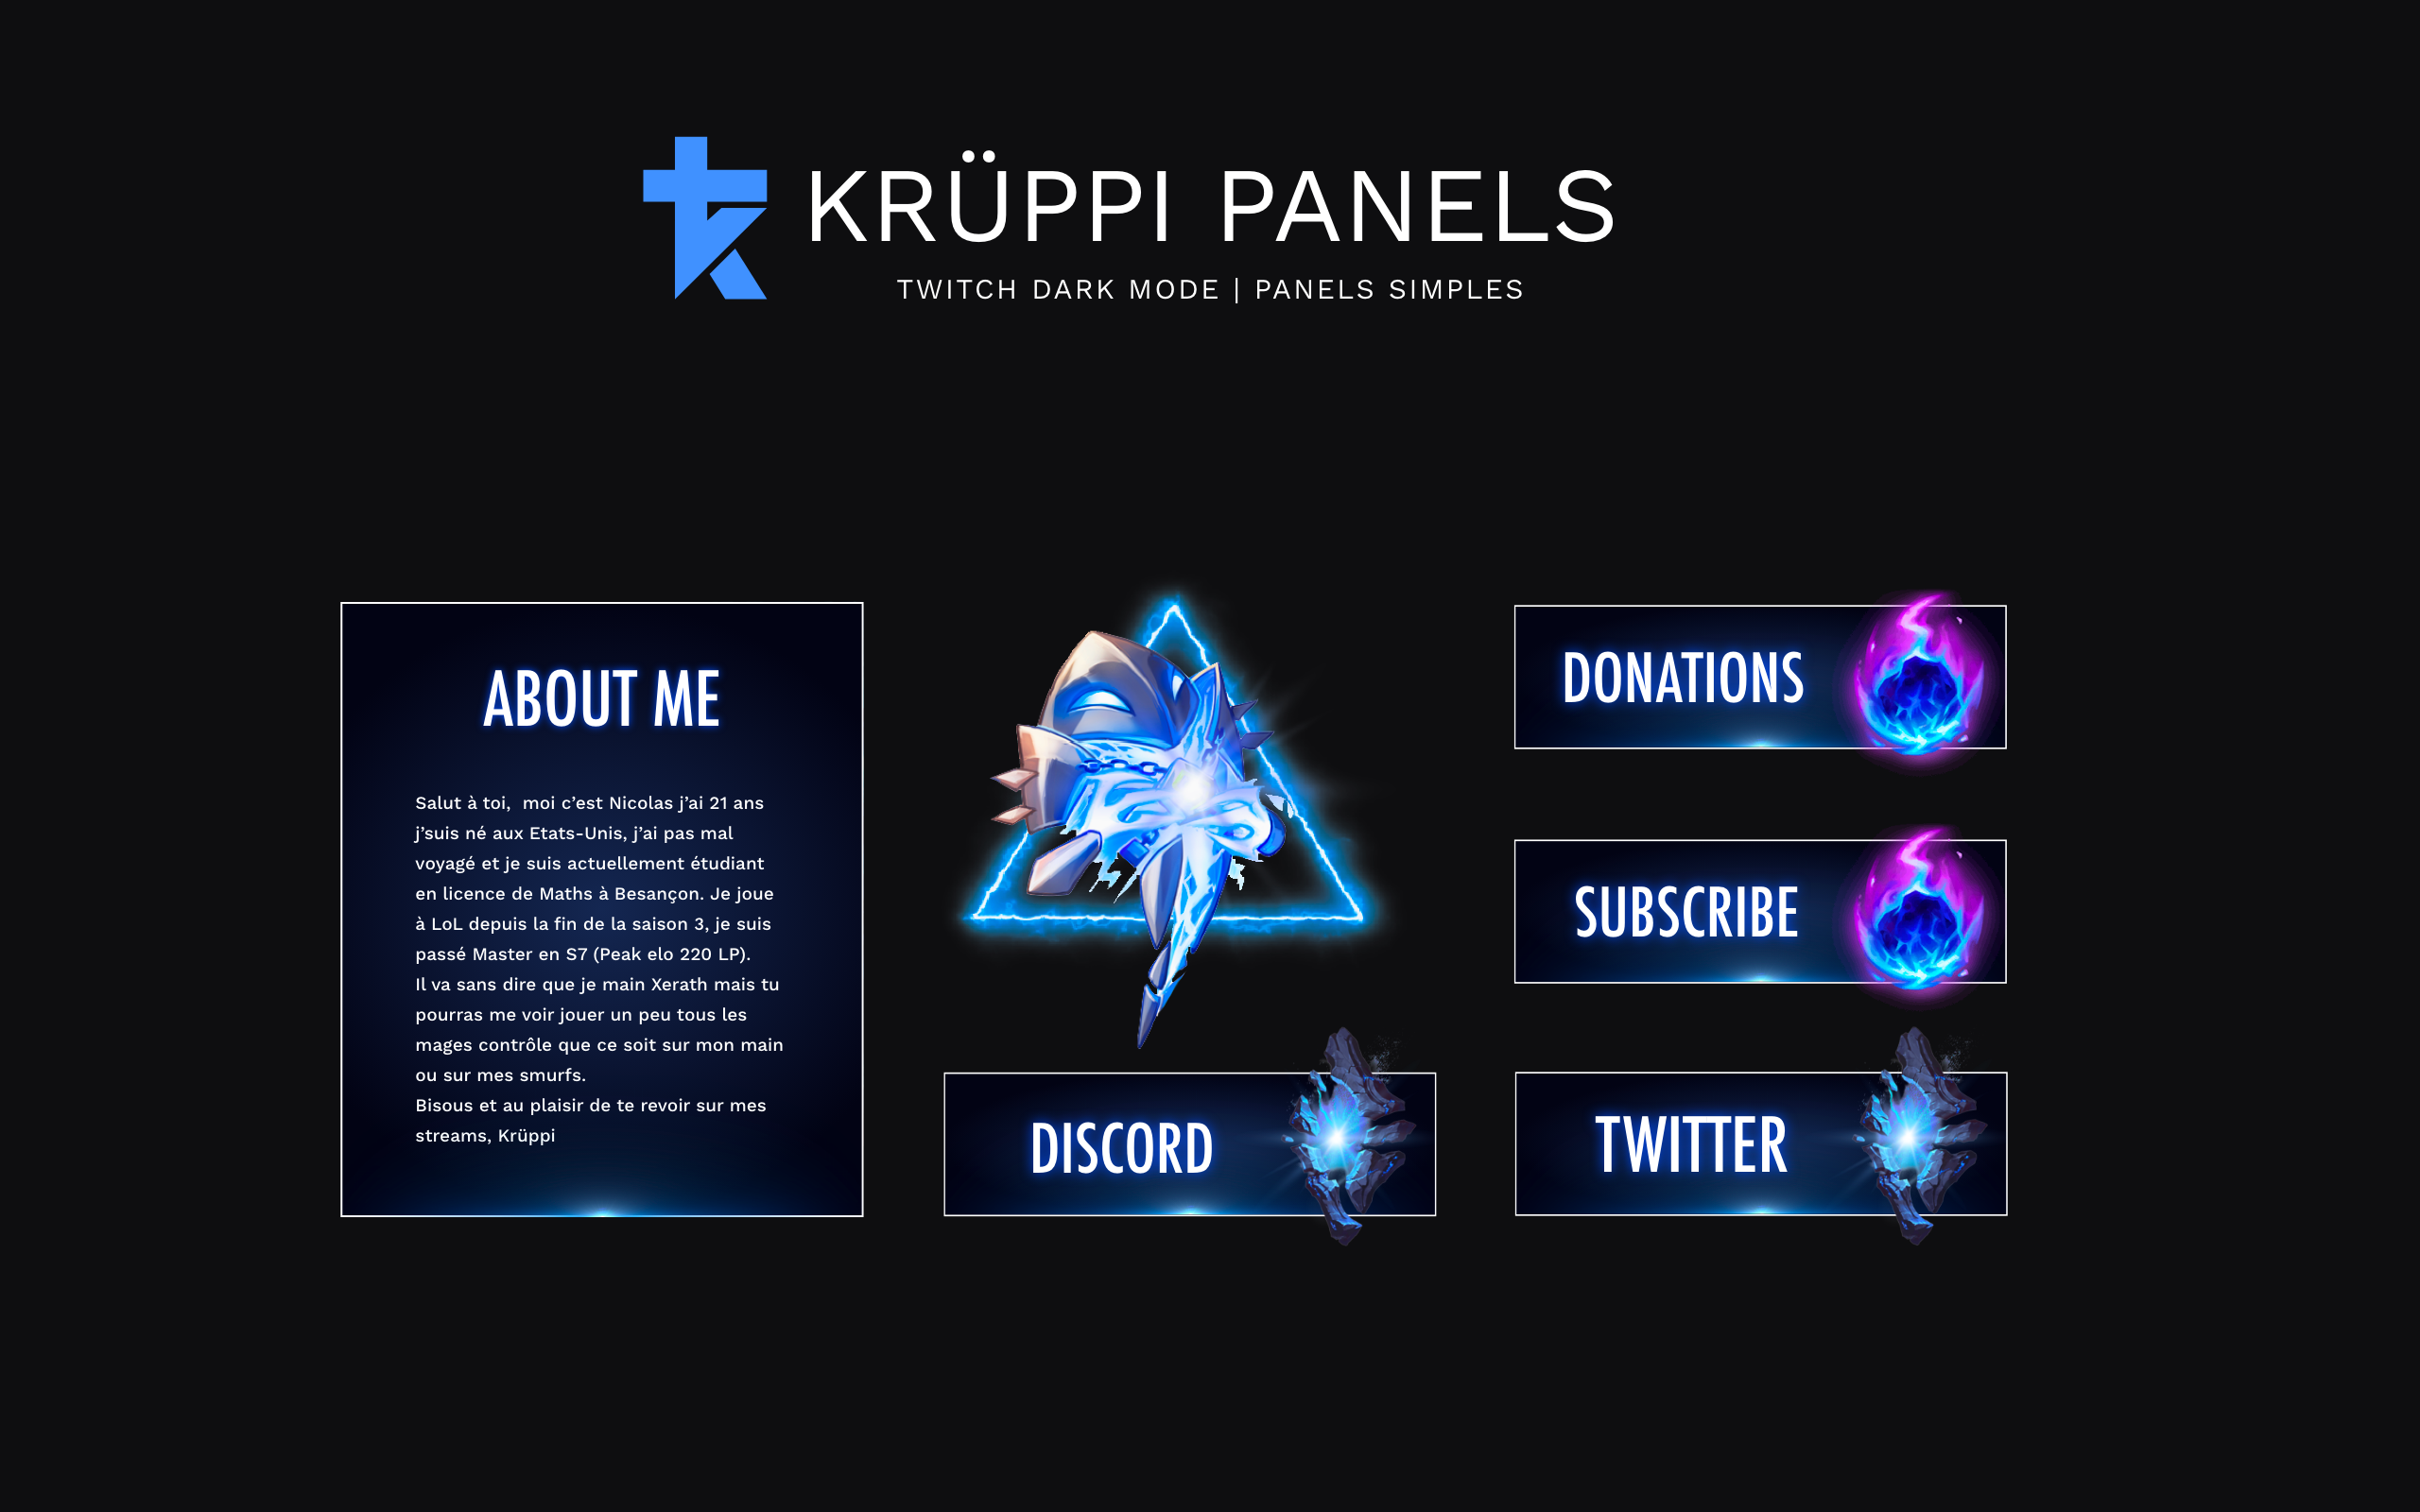 KRÜPPI PANELS
TWITCH DARK MODE | PANELS SIMPLES
ABOUT ME
Salut à toi,  moi c’est Nicolas j’ai 21 ans
j’suis né aux Etats-Unis, j’ai pas mal
voyagé et je suis actuellement étudiant
en licence de Maths à Besançon. Je joue
à LoL depuis la fin de la saison 3, je suis
passé Master en S7 (Peak elo 220 LP).
Il va sans dire que je main Xerath mais tu
pourras me voir jouer un peu tous les
mages contrôle que ce soit sur mon main
ou sur mes smurfs.
Bisous et au plaisir de te revoir sur mes
streams, Krüppi
DISCORD
DONATIONS
SUBSCRIBE
TWITTER